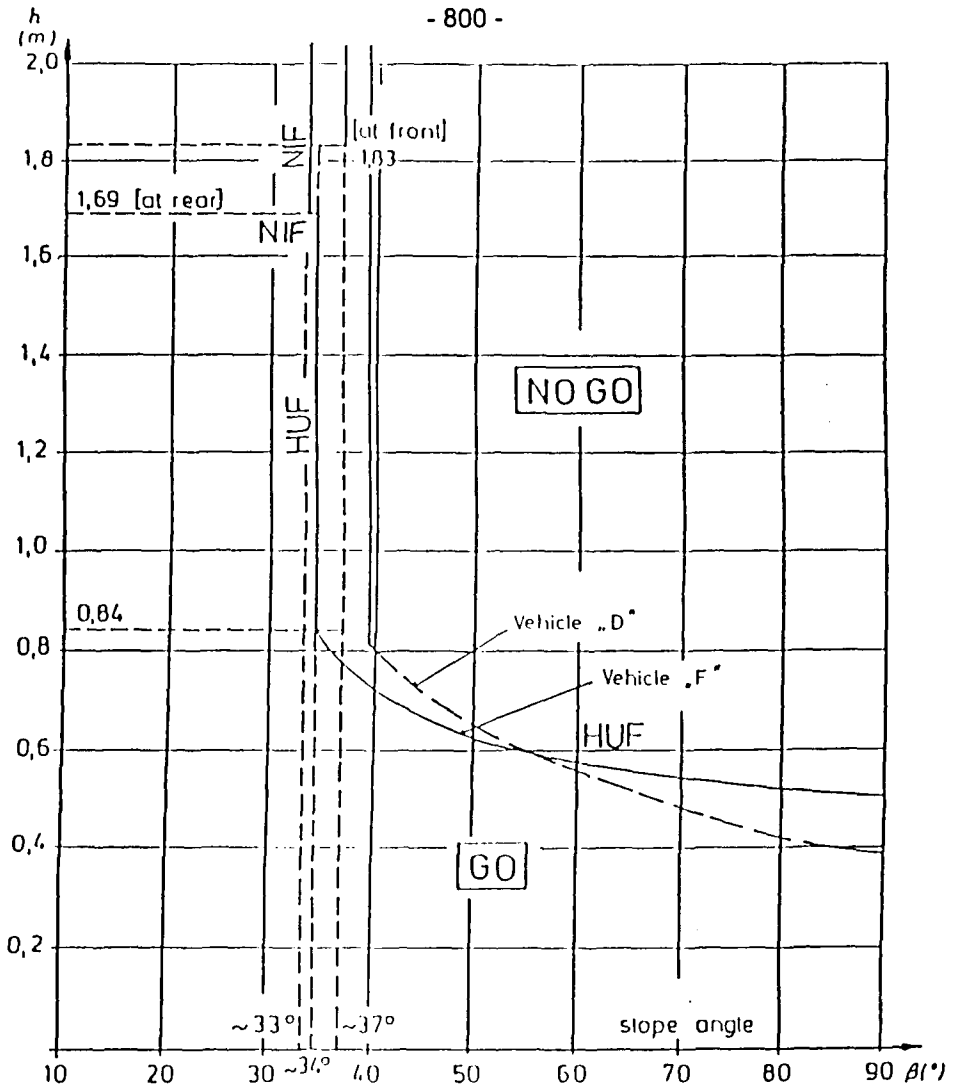 - 800 -
h
(m)
2,0
[at front]
NIF
1,83
1,8
1,69 [at rear]
NIF
1,6
1,4
NO GO
HUF
1,2
1,0
0,84
Vehicle „D“
0,8
Vehicle „F“
HUF
0,6
0,4
GO
0,2
~33°
~37°
slope angle
~34°
10
20
30
40
50
60
70
80
90
β(°)